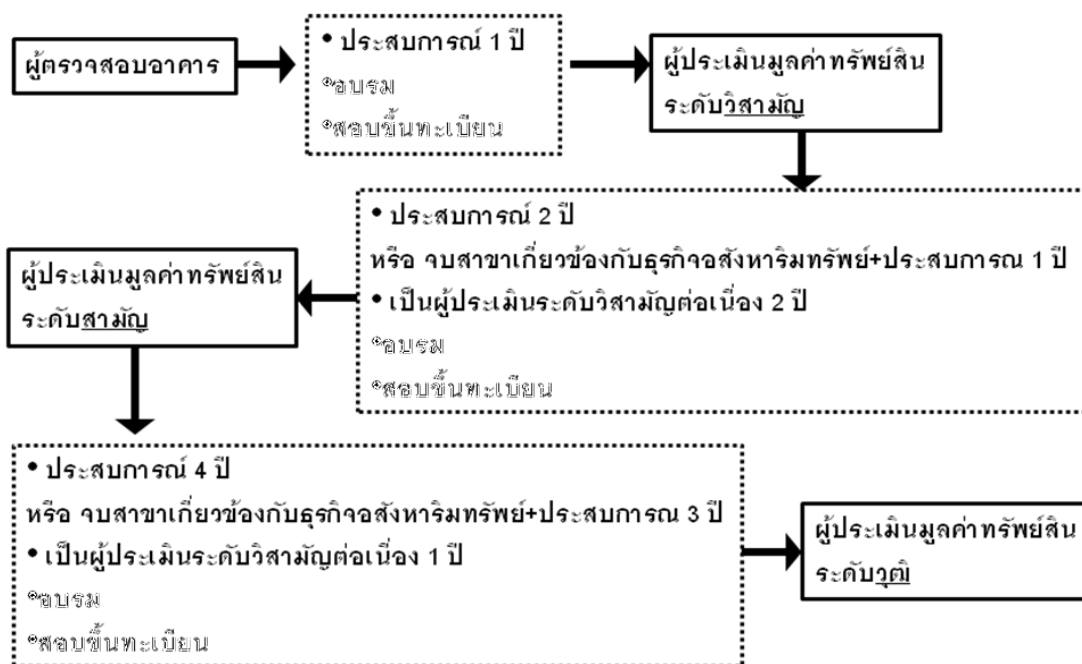 ผู้ตรวจสอบอาคาร
• ประสบการณ์ 1 ปี
•อบรม
•สอบขึ้นทะเบียน
ผู้ประเมินมูลค่าทรัพย์สิน
ระดับวิสามัญ
• ประสบการณ์ 2 ปี
หรือ จบสาขาเกี่ยวข้องกับธุรกิจอสังหาริมทรัพย์+ประสบการณ 1 ปี
• เป็นผู้ประเมินระดับวิสามัญต่อเนื่อง 2 ปี
•อบรม
•สอบขึ้นทะเบียน
ผู้ประเมินมูลค่าทรัพย์สิน
ระดับสามัญ
• ประสบการณ์ 4 ปี
หรือ จบสาขาเกี่ยวข้องกับธุรกิจอสังหาริมทรัพย์+ประสบการณ 3 ปี
• เป็นผู้ประเมินระดับวิสามัญต่อเนื่อง 1 ปี
•อบรม
•สอบขึ้นทะเบียน
ผู้ประเมินมูลค่าทรัพย์สิน
ระดับวุฒิ